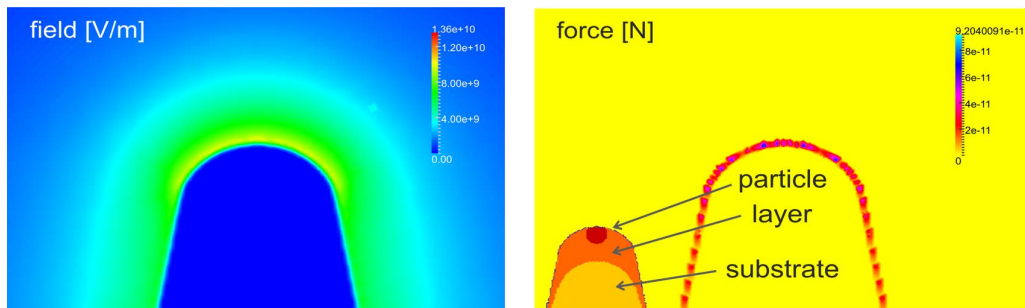 field [V/m]
1.36e+10
1.20e+10
8.00e+9
4.00e+9
0.00
force [N]
9.2040091e-11
8e-11
6e-11
4e-11
2e-11
0
particle
layer
substrate